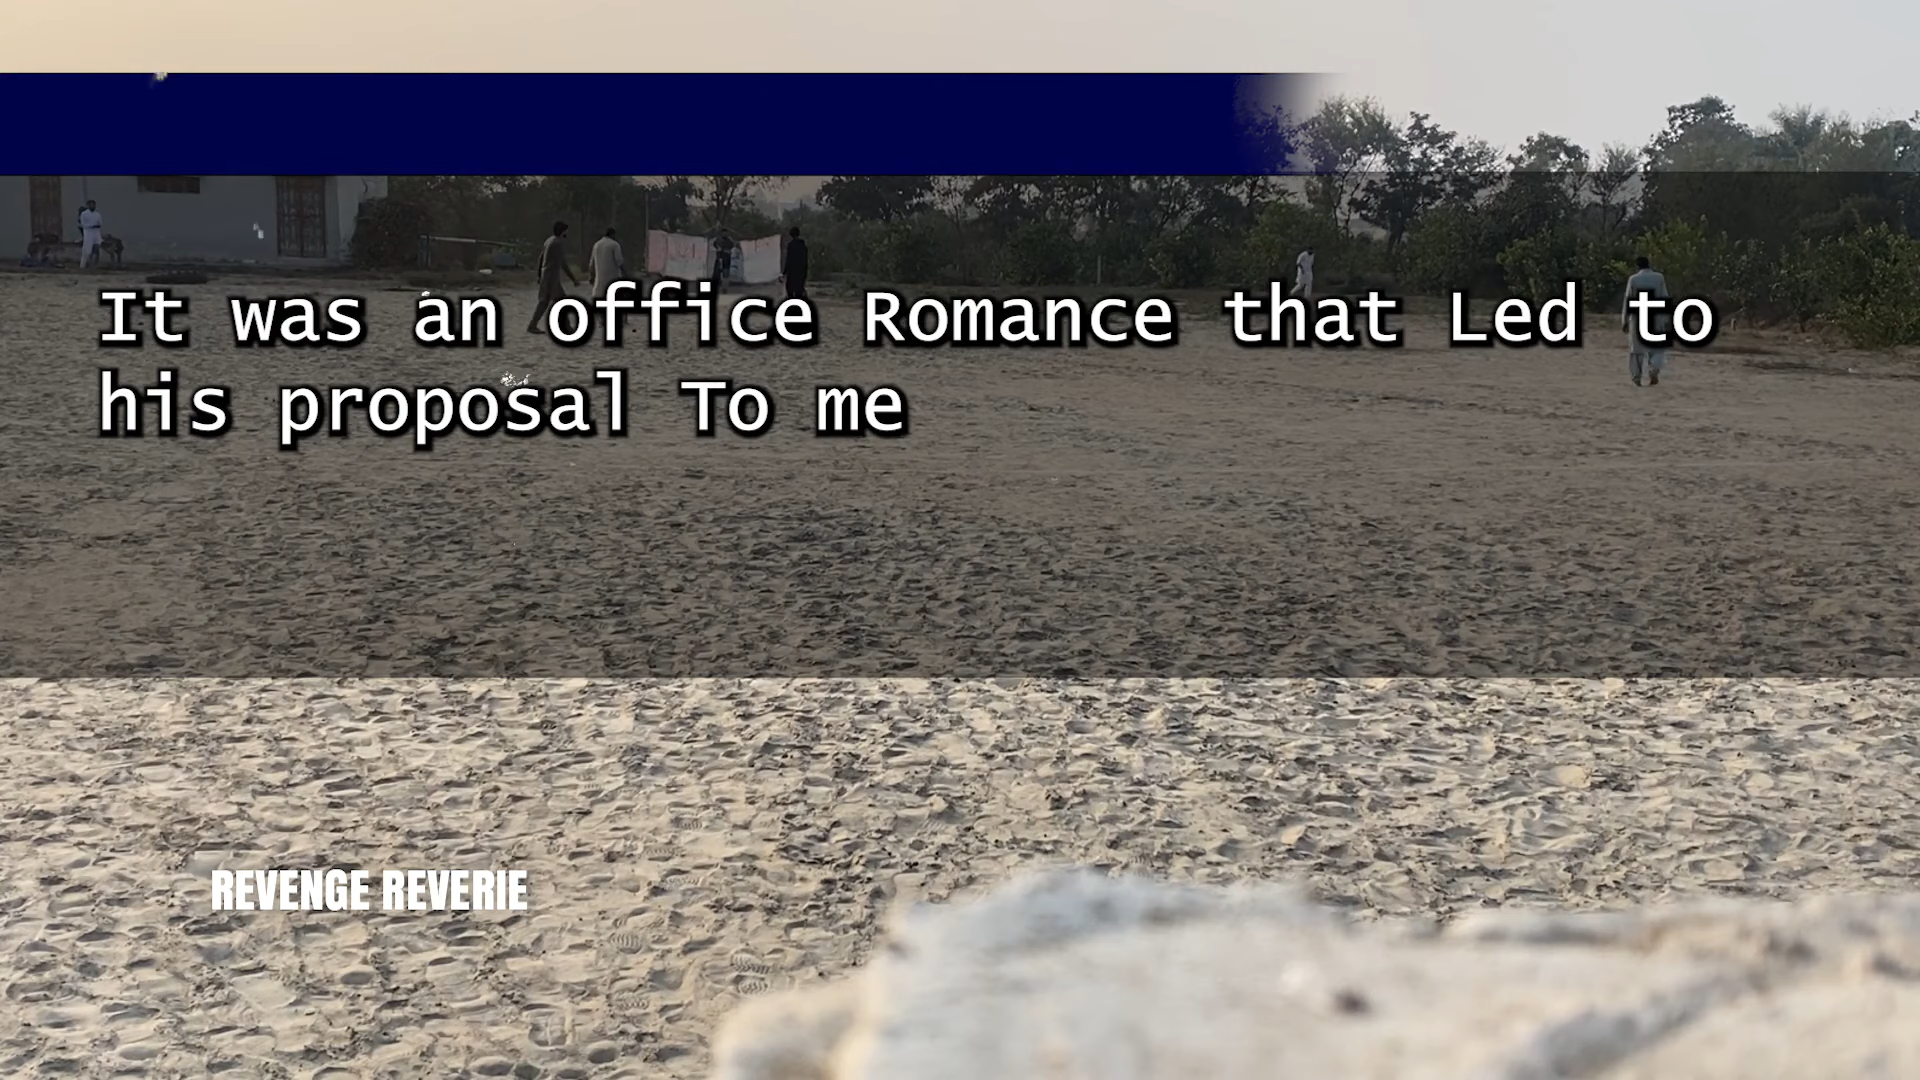 It was an office Romance that Led to
his proposal To me
REVENGE REVERIE